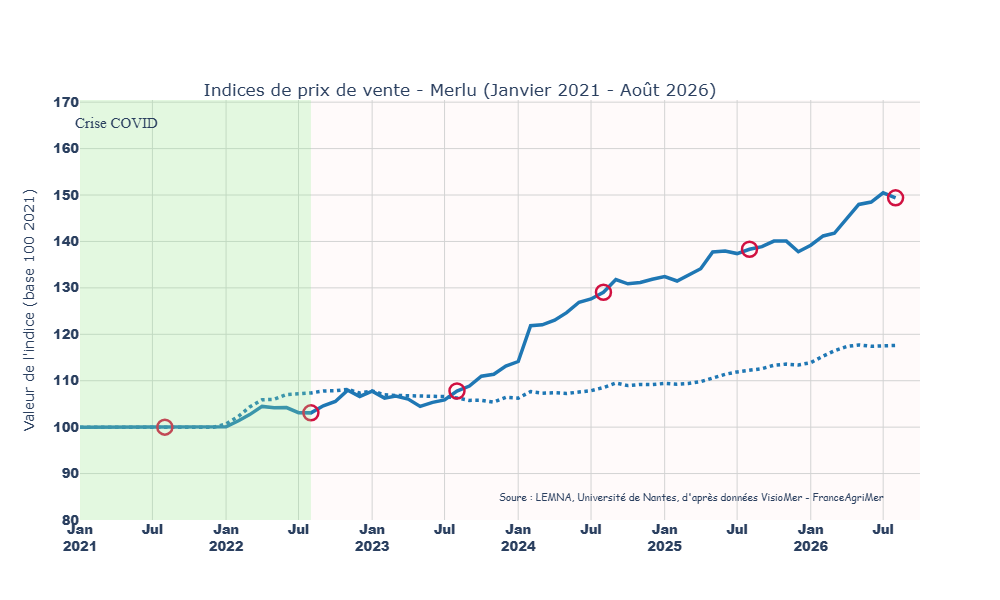 Indices de prix de vente - Merlu (Janvier 2021 - Août 2026)
Valeur de l'indice (base 100 2021)
170
Crise COVID
160
150
140
130
120
110
100
90
Soure : LEMNA, Université de Nantes, d'après données VisioMer - FranceAgriMer
80
Jan Jul Jan Jul Jan Jul Jan Jul Jan Jul Jan Jul
2021 2022 2023 2024 2025 2026